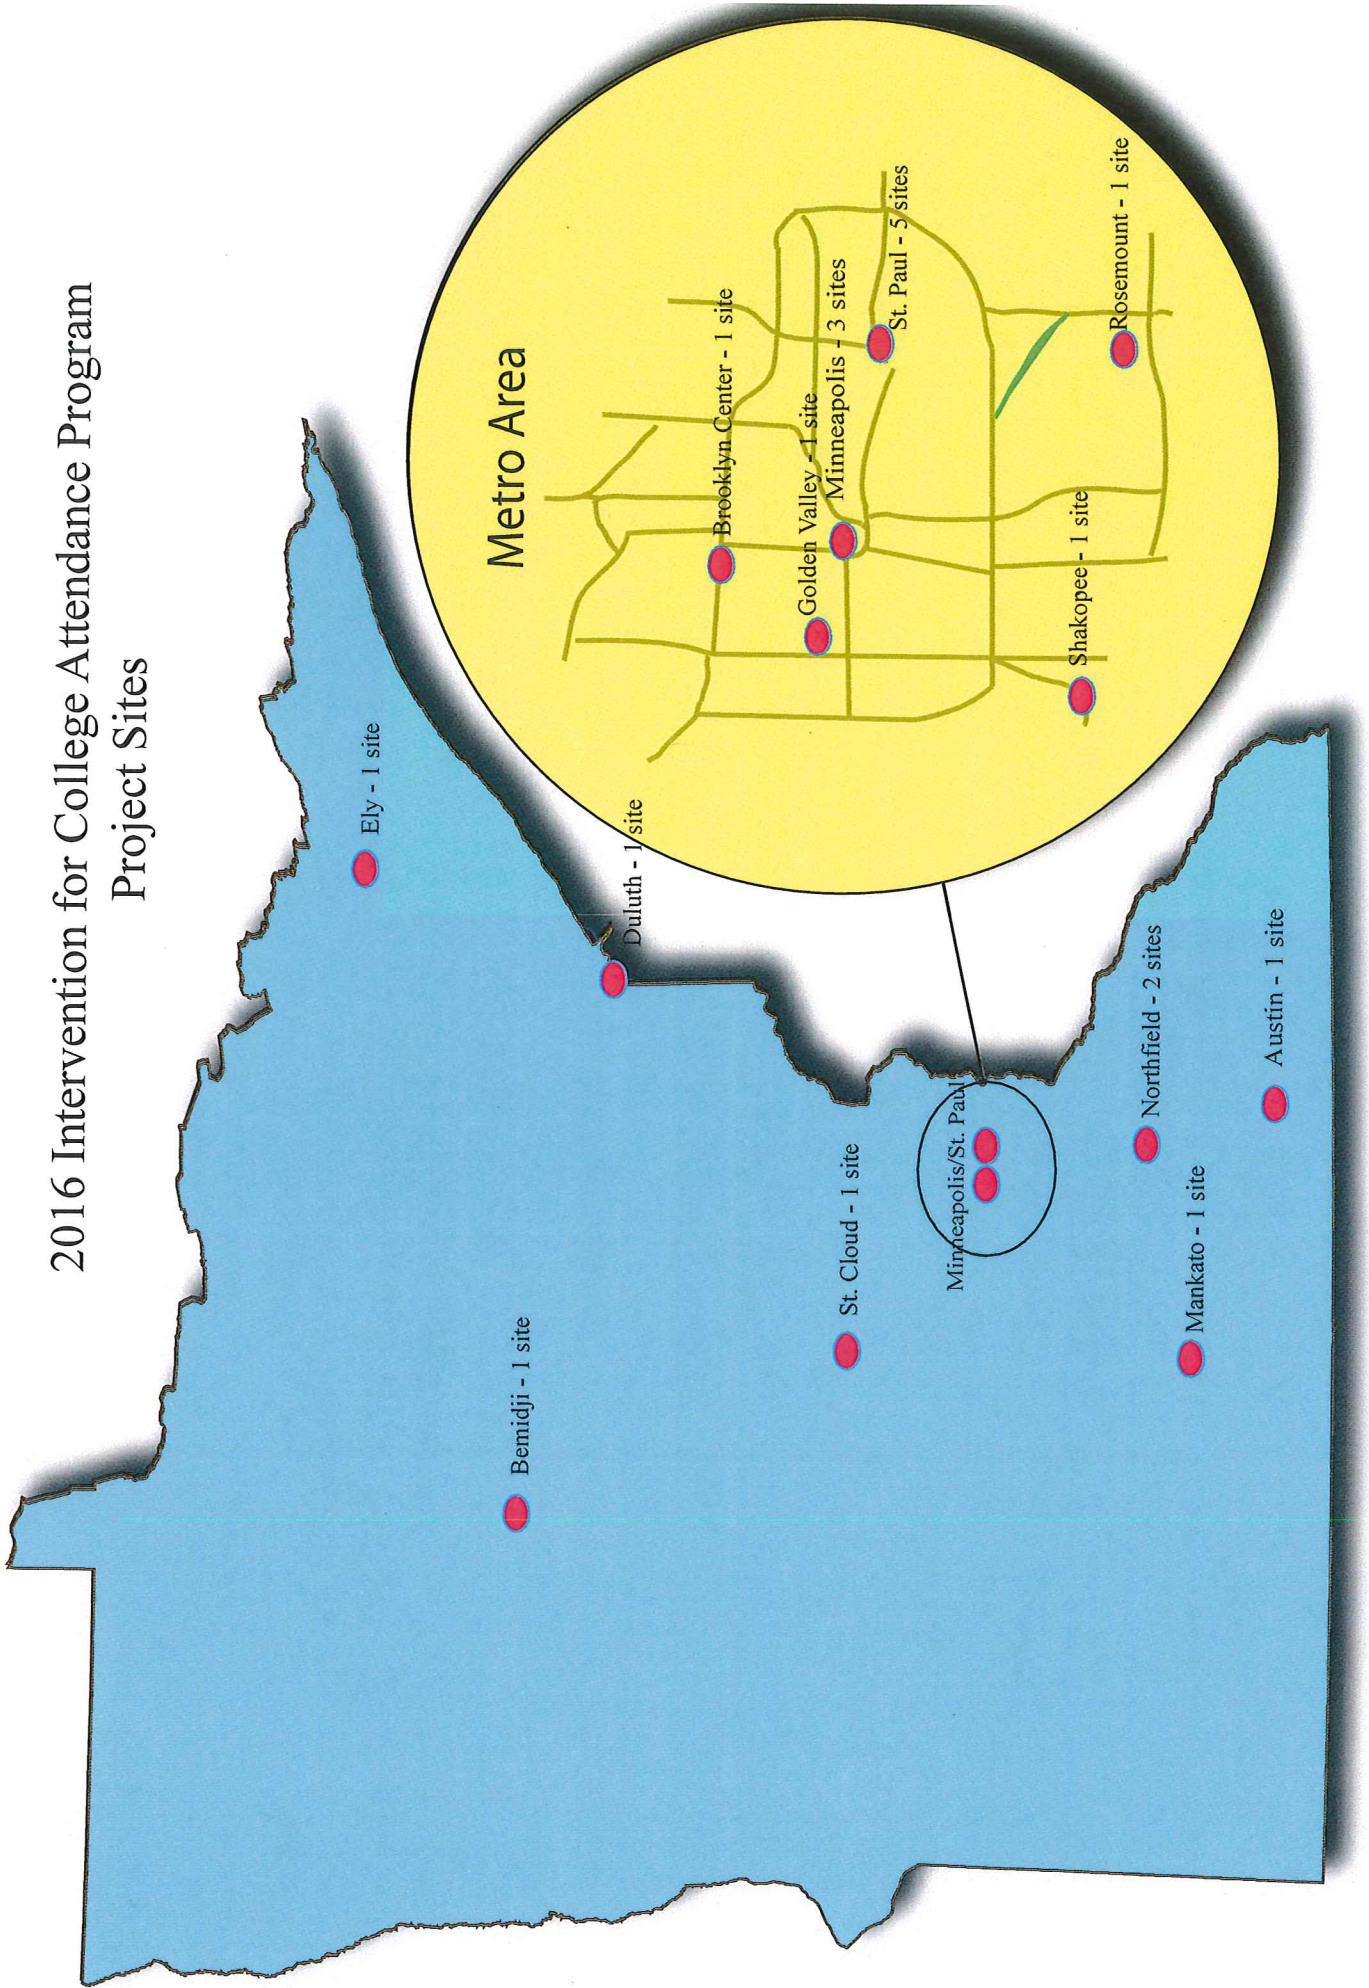 2016 Intervention for College Attendance Program
Project Sites
Ely - 1 site
Bemidji - 1 site
Duluth - 1 site
St. Cloud - 1 site
Minneapolis/St. Paul
Northfield - 2 sites
Mankato - 1 site
Austin - 1 site
Metro Area
Brooklyn Center - 1 site
Golden Valley - 1 site
Minneapolis - 3 sites
St. Paul - 5 sites
Shakopee - 1 site
Rosemount - 1 site